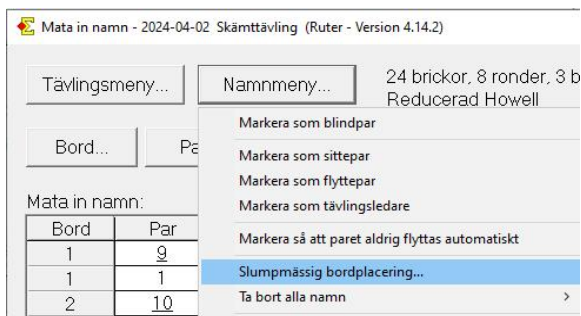 Mata in namn - 2024-04-02 Skämttävling (Ruter - Version 4.14.2)
Tävlingsmeny... Namnmeny... 24 brickor, 8 ronder, 3 b
Reducerad Howell
Markera som blindpar
Bord... Pa
Markera som sittepar
Markera som flyttepar
Mata in na
Markera som tävlingsledare
Bord Par
Markera så att paret aldrig flyttas automatiskt
1 9
1 1
Slumpmässig bordplacering...
2 10
Ta bort alla namn >